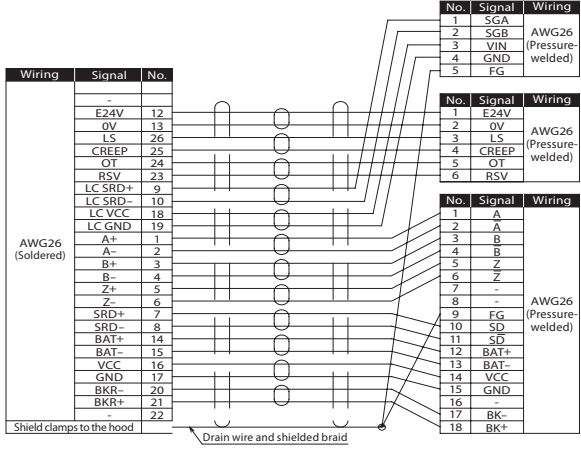 No. Signal Wiring
1 SGA
2 SGB
3 VIN
4 GND
5 FG
AWG26
(Pressure-
welded)
Wiring Signal No.
-
E24V 12
0V 13
LS 26
CREEP 25
OT 24
RSV 23
LC SRD+ 9
LC SRD– 10
LC VCC 18
LC GND 19
A+ 1
A– 2
B+ 3
B– 4
Z+ 5
Z– 6
SRD+ 7
SRD– 8
BAT+ 14
BAT– 15
VCC 16
GND 17
BKR– 20
BKR+ 21
- 22
AWG26
(Soldered)
Shield clamps to the hood
Drain wire and shielded braid
No. Signal Wiring
1 E24V
2 0V
3 LS
4 CREEP
5 OT
6 RSV
AWG26
(Pressure-
welded)
No. Signal Wiring
1 A
2 A̅
3 B
4 B̅
5 Z
6 Z̅
7 -
8 -
9 FG
10 SD
11 S̅D̅
12 BAT+
13 BAT–
14 VCC
15 GND
16 -
17 BK–
18 BK+
AWG26
(Pressure-
welded)